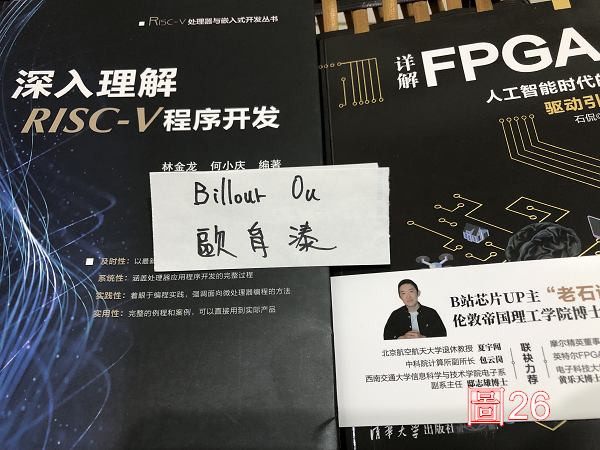 RISC-V 处理器与嵌入式开发丛书
深入理解
RISC-V 程序开发
林金龙 何小庆 编著
Billour Ou
及时性：以最新
系统性：涵盖处理器应用程序开发的完整过程
实践性：着眼于编程实践，强调面向微处理器编程的方法
实用性：完整的例程和案例，可以直接用到实际产品
详解
FPGA
人工智能时代的
驱动引
石侃
B站芯片UP主 “老石
伦敦帝国理工学院博士
北京航空航天大学退休教授 夏宇闻
中科院计算所副所长 包云岗
西南交通大学信息科学与技术学院电子系
副系主任 邸志雄博士
联袂力荐
摩尔精英董事
英特尔FPGA
电子科技大
黄乐天博士
清华大学出版社
圖26